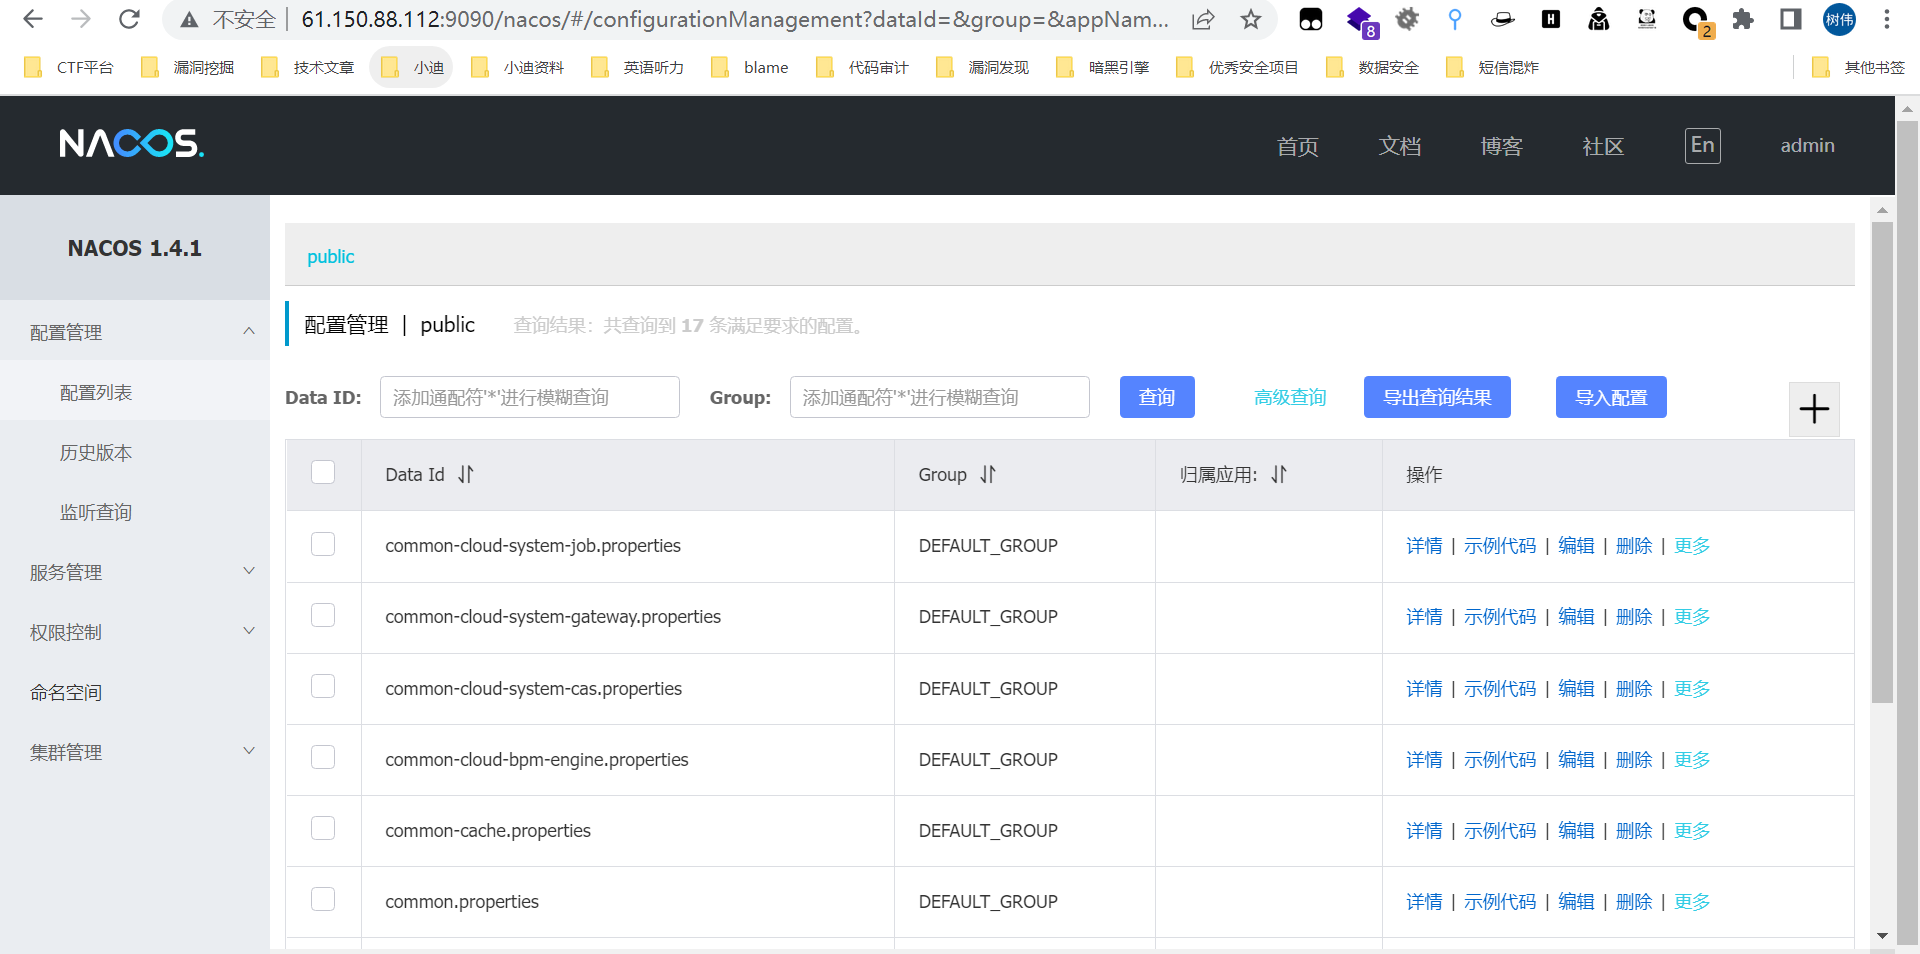 不安全 61.150.88.112:9090/nacos/#/configurationManagement?dataId=&group=&appNam... 8 H 2 树伟
CTF平台 漏洞挖掘 技术文章 小迪 小迪资料 英语听力 blame 代码审计 漏洞发现 暗黑引擎 优秀安全项目 数据安全 短信混炸 其他书签
NACOS. 首页 文档 博客 社区 En admin
NACOS 1.4.1
public
配置管理
配置列表
历史版本
监听查询
服务管理
权限控制
命名空间
集群管理
配置管理 | public 查询结果：共查询到 17 条满足要求的配置。
Data ID: 添加通配符'*'进行模糊查询 Group: 添加通配符'*'进行模糊查询 查询 高级查询 导出查询结果 导入配置
Data Id Group 归属应用: 操作
common-cloud-system-job.properties DEFAULT_GROUP 详情 | 示例代码 | 编辑 | 删除 | 更多
common-cloud-system-gateway.properties DEFAULT_GROUP 详情 | 示例代码 | 编辑 | 删除 | 更多
common-cloud-system-cas.properties DEFAULT_GROUP 详情 | 示例代码 | 编辑 | 删除 | 更多
common-cloud-bpm-engine.properties DEFAULT_GROUP 详情 | 示例代码 | 编辑 | 删除 | 更多
common-cache.properties DEFAULT_GROUP 详情 | 示例代码 | 编辑 | 删除 | 更多
common.properties DEFAULT_GROUP 详情 | 示例代码 | 编辑 | 删除 | 更多